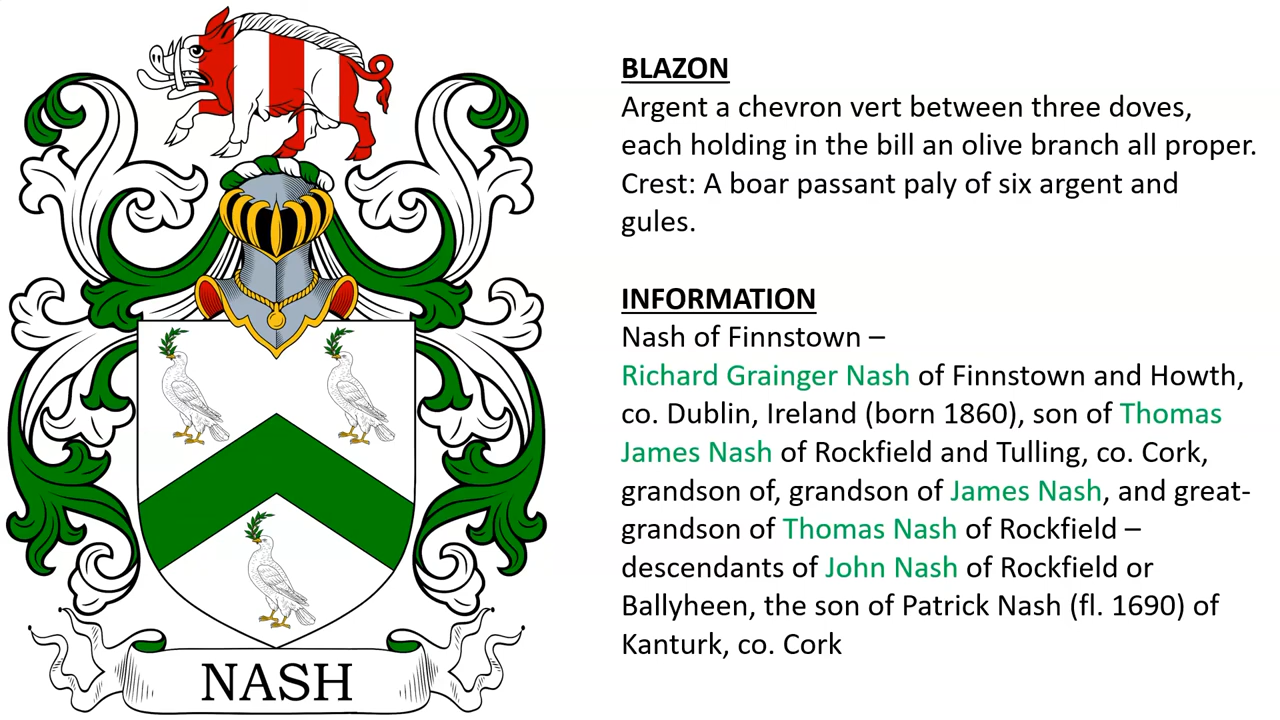 BLAZON
Argent a chevron vert between three doves,
each holding in the bill an olive branch all proper.
Crest: A boar passant paly of six argent and
gules.
INFORMATION
Nash of Finnstown –
Richard Grainger Nash of Finnstown and Howth,
co. Dublin, Ireland (born 1860), son of Thomas
James Nash of Rockfield and Tulling, co. Cork,
grandson of, grandson of James Nash, and great-
grandson of Thomas Nash of Rockfield –
descendants of John Nash of Rockfield or
Ballyheen, the son of Patrick Nash (fl. 1690) of
Kanturk, co. Cork
NASH